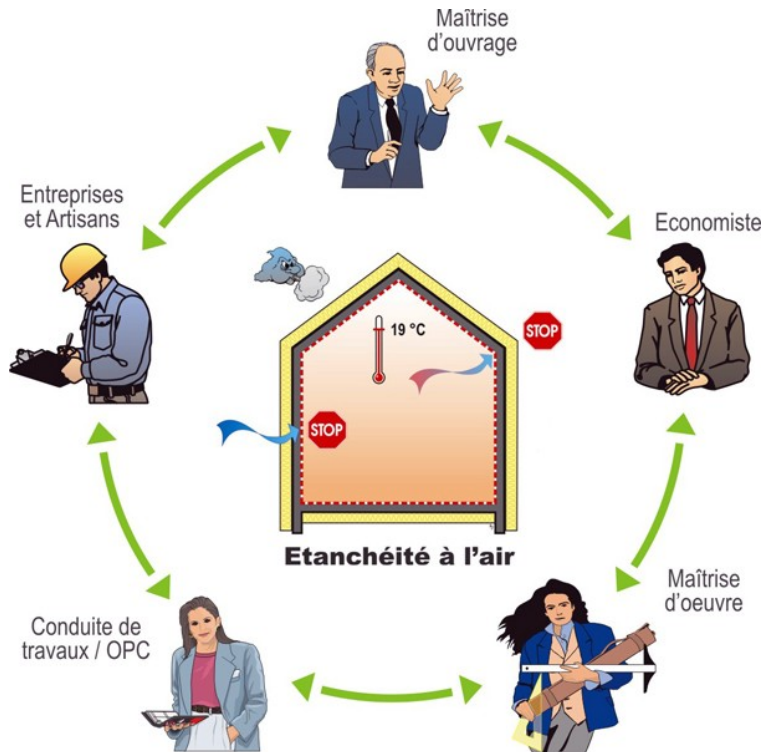 Maîtrise
d'ouvrage
Entreprises
et Artisans
Economiste
19 °C
STOP
STOP
Etanchéité à l'air
Maîtrise
d'oeuvre
Conduite de
travaux / OPC